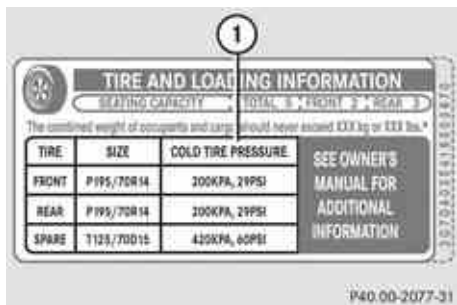 1
TIRE AND LOADING INFORMATION
SEATING CAPACITY TOTAL 5 FRONT 2 REAR 3
The combined weight of occupants and cargo should never exceed XXX kg or XXX lbs.*
TIRE SIZE COLD TIRE PRESSURE
SEE OWNER'S
FRONT P195/70R14 200KPA, 29PSI
MANUAL FOR
REAR P195/70R14 200KPA, 29PSI
ADDITIONAL
INFORMATION
SPARE T125/70D15 420KPA, 60PSI
P40.00-2077-31